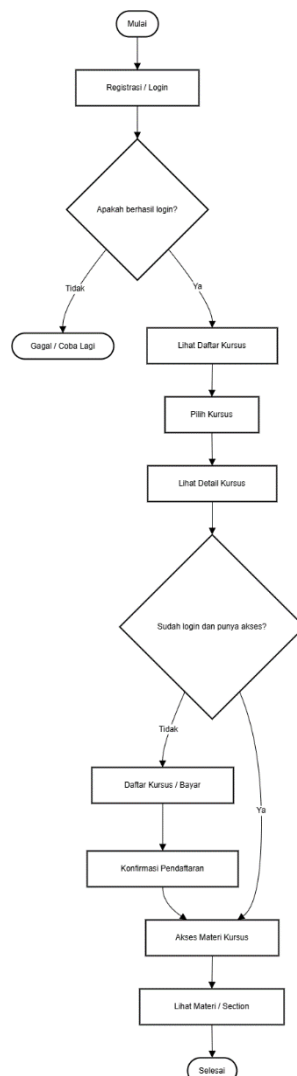 Mulai
Registrasi / Login
Apakah berhasil login?
Tidak
Ya
Gagal / Coba Lagi
Lihat Daftar Kursus
Pilih Kursus
Lihat Detail Kursus
Sudah login dan punya akses?
Tidak
Daftar Kursus / Bayar
Ya
Konfirmasi Pendaftaran
Akses Materi Kursus
Lihat Materi / Section
Selesai